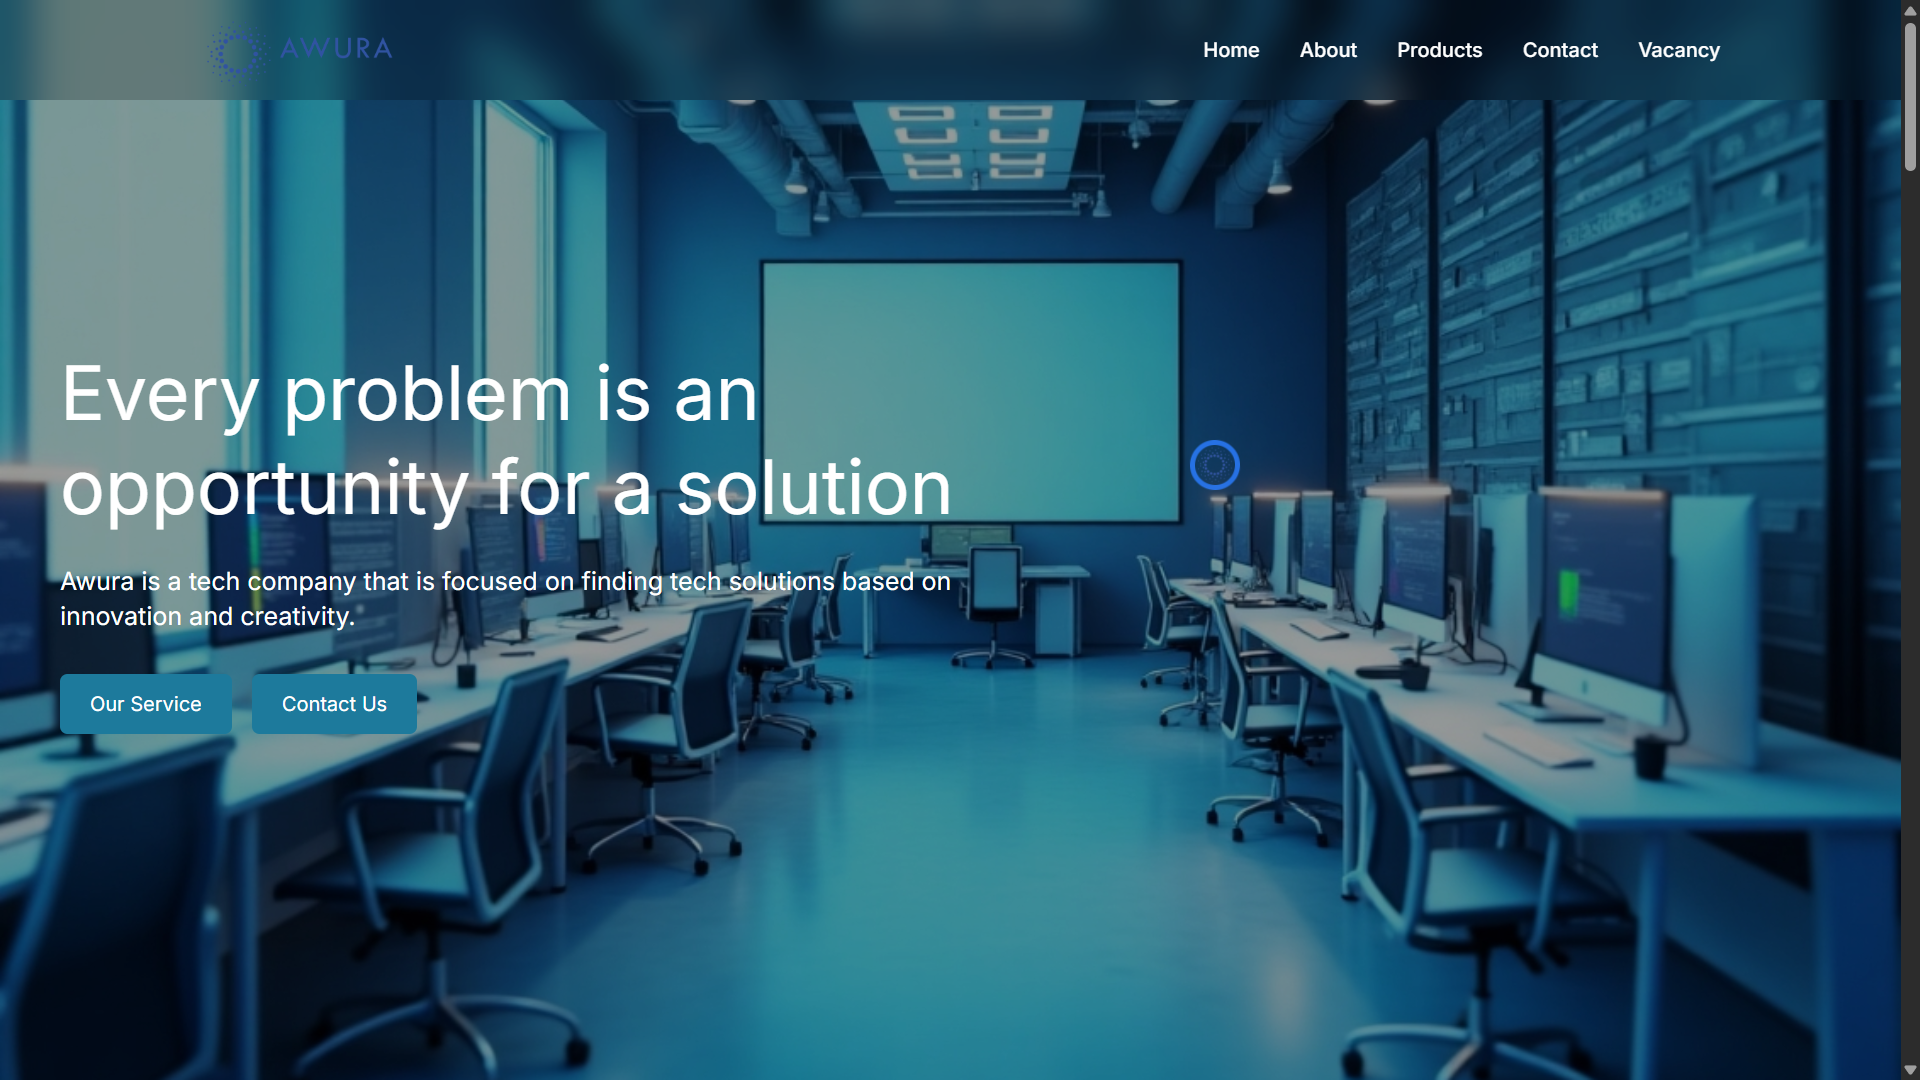 AWURA
Home
About
Products
Contact
Vacancy
Every problem is an
opportunity for a solution
Awura is a tech company that is focused on finding tech solutions based on
innovation and creativity.
Our Service
Contact Us